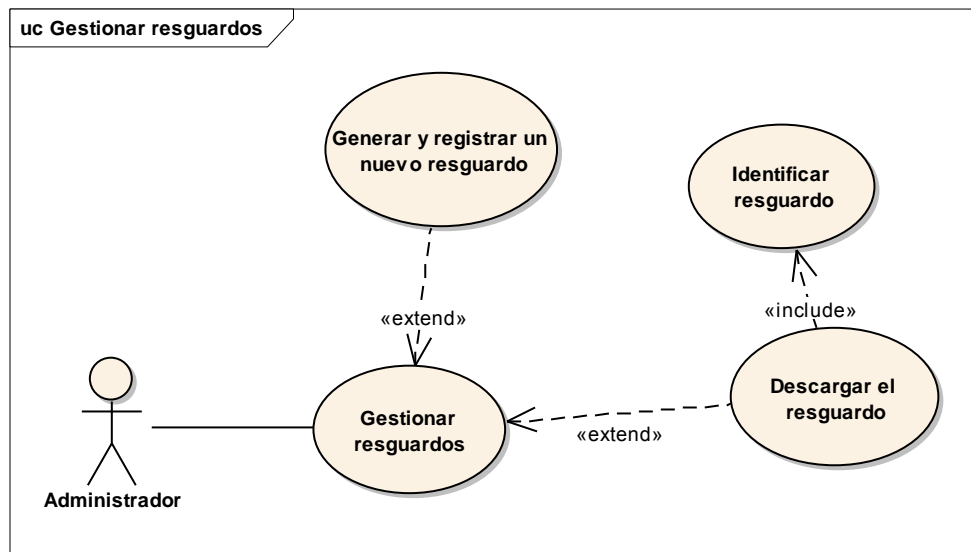 uc Gestionar resguardos
Generar y registrar un
nuevo resguardo
Identificar
resguardo
«include»
«extend»
Descargar el
resguardo
Gestionar
resguardos
«extend»
Administrador